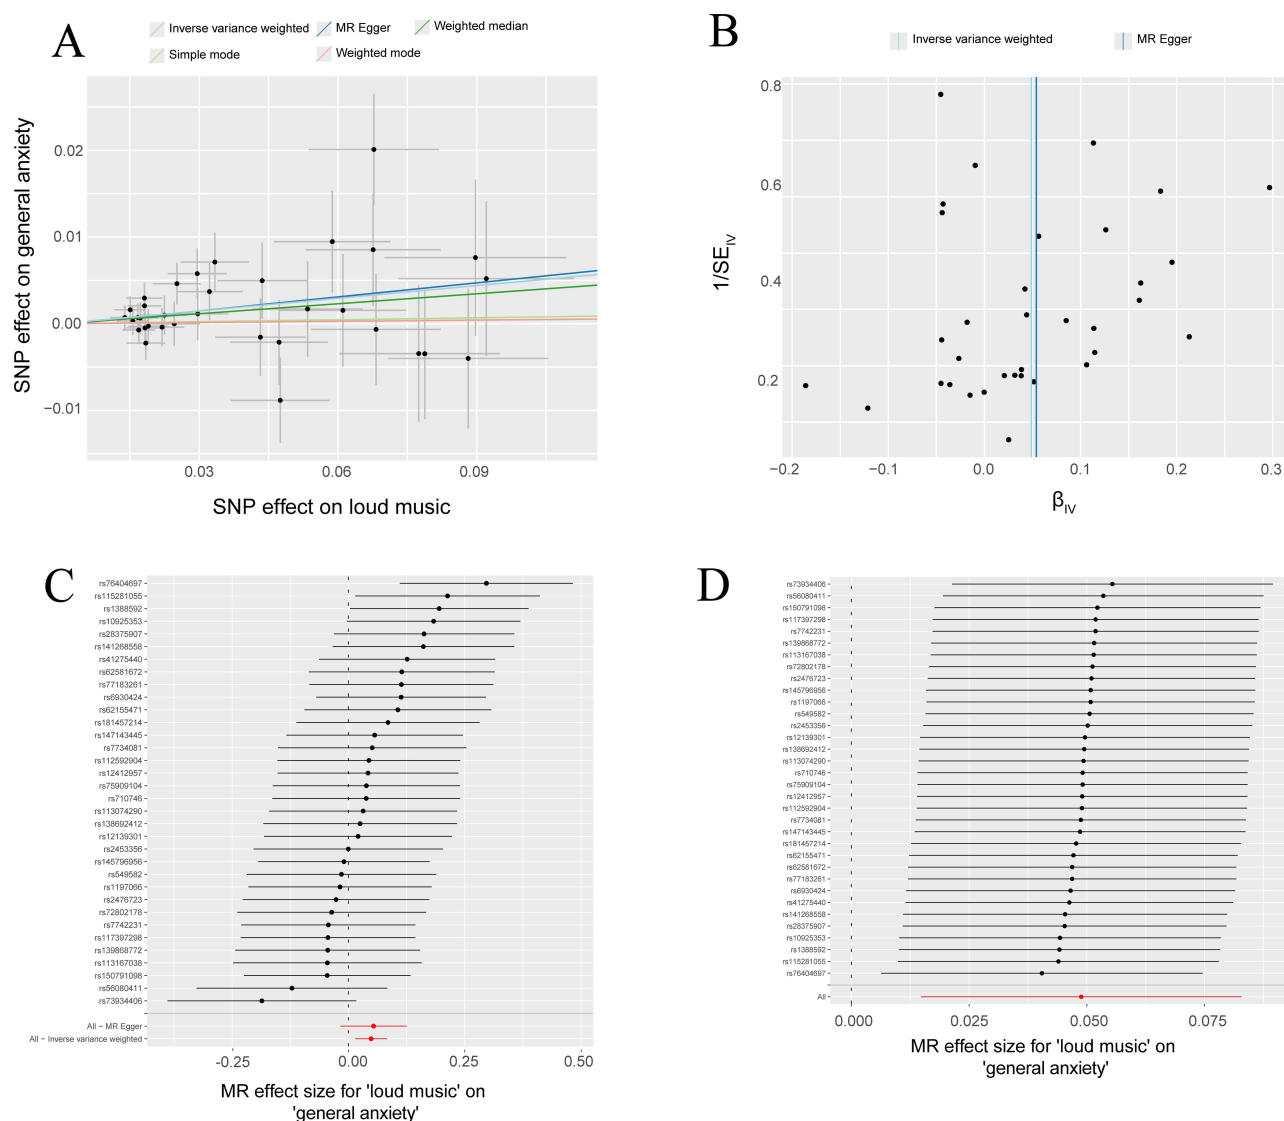 A
Inverse variance weighted
MR Egger
Weighted median
Simple mode
Weighted mode
SNP effect on general anxiety
0.02
0.01
0.00
−0.01
0.03
0.06
0.09
SNP effect on loud music
B
Inverse variance weighted
MR Egger
1/SE_IV
0.8
0.6
0.4
0.2
−0.2
−0.1
0.0
0.1
0.2
0.3
β_IV
C
rs76404697
rs115281055
rs1388592
rs10925353
rs28375907
rs141268558
rs41275440
rs62581672
rs77183261
rs6930424
rs62155471
rs181457214
rs147143445
rs7734081
rs112592904
rs12412957
rs75909104
rs710746
rs113074290
rs138692412
rs12139301
rs2453356
rs145796956
rs549582
rs1197066
rs2476723
rs72802178
rs7742231
rs117397298
rs139868772
rs113167038
rs150791098
rs56080411
rs73934406
All − MR Egger
All − Inverse variance weighted
-0.25
0.00
0.25
0.50
MR effect size for 'loud music' on
'general anxiety'
D
rs73934406
rs56080411
rs150791098
rs117397298
rs7742231
rs139868772
rs113167038
rs72802178
rs2476723
rs145796956
rs1197066
rs549582
rs2453356
rs12139301
rs138692412
rs113074290
rs710746
rs75909104
rs12412957
rs112592904
rs7734081
rs147143445
rs181457214
rs62155471
rs62581672
rs77183261
rs6930424
rs41275440
rs141268558
rs28375907
rs10925353
rs1388592
rs115281055
rs76404697
All
0.000
0.025
0.050
0.075
MR effect size for 'loud music' on
'general anxiety'